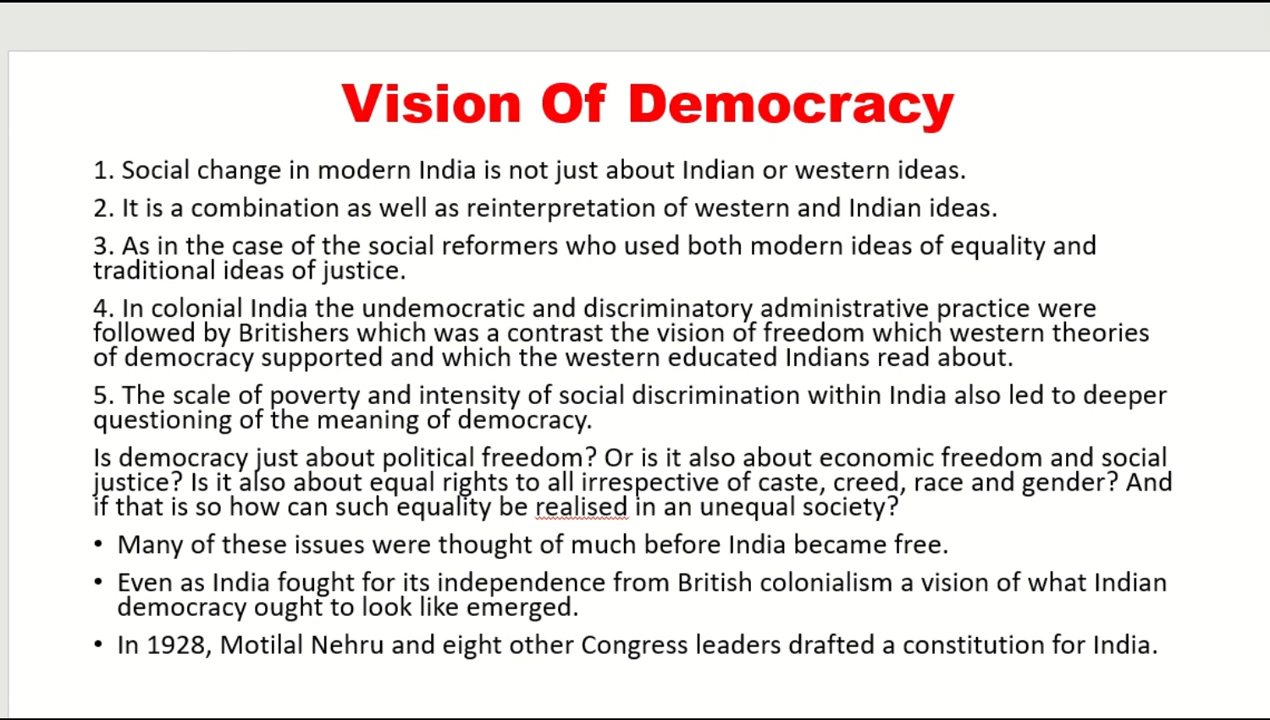 Vision Of Democracy
1. Social change in modern India is not just about Indian or western ideas.
2. It is a combination as well as reinterpretation of western and Indian ideas.
3. As in the case of the social reformers who used both modern ideas of equality and
traditional ideas of justice.
4. In colonial India the undemocratic and discriminatory administrative practice were
followed by Britishers which was a contrast the vision of freedom which western theories
of democracy supported and which the western educated Indians read about.
5. The scale of poverty and intensity of social discrimination within India also led to deeper
questioning of the meaning of democracy.
Is democracy just about political freedom? Or is it also about economic freedom and social
justice? Is it also about equal rights to all irrespective of caste, creed, race and gender? And
if that is so how can such equality be realised in an unequal society?
• Many of these issues were thought of much before India became free.
• Even as India fought for its independence from British colonialism a vision of what Indian
democracy ought to look like emerged.
• In 1928, Motilal Nehru and eight other Congress leaders drafted a constitution for India.